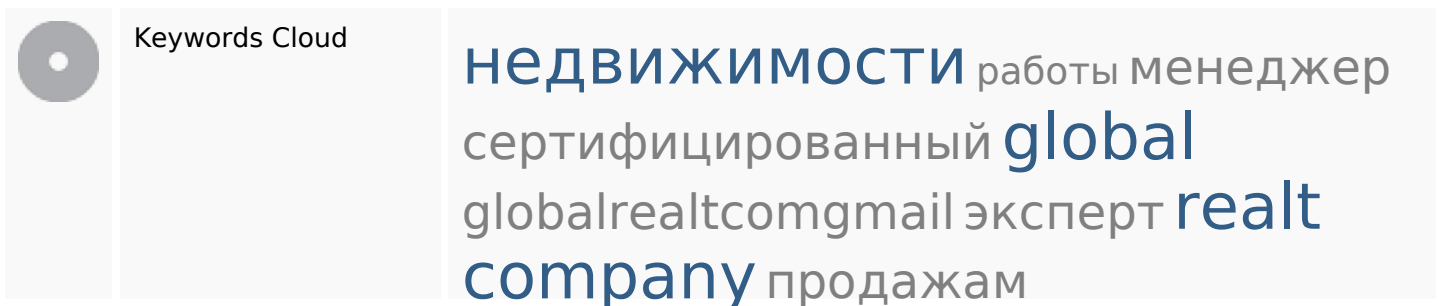 Keywords Cloud
недвижимости работы менеджер
сертифицированный global
globalrealtcomgmail эксперт realt
company продажам